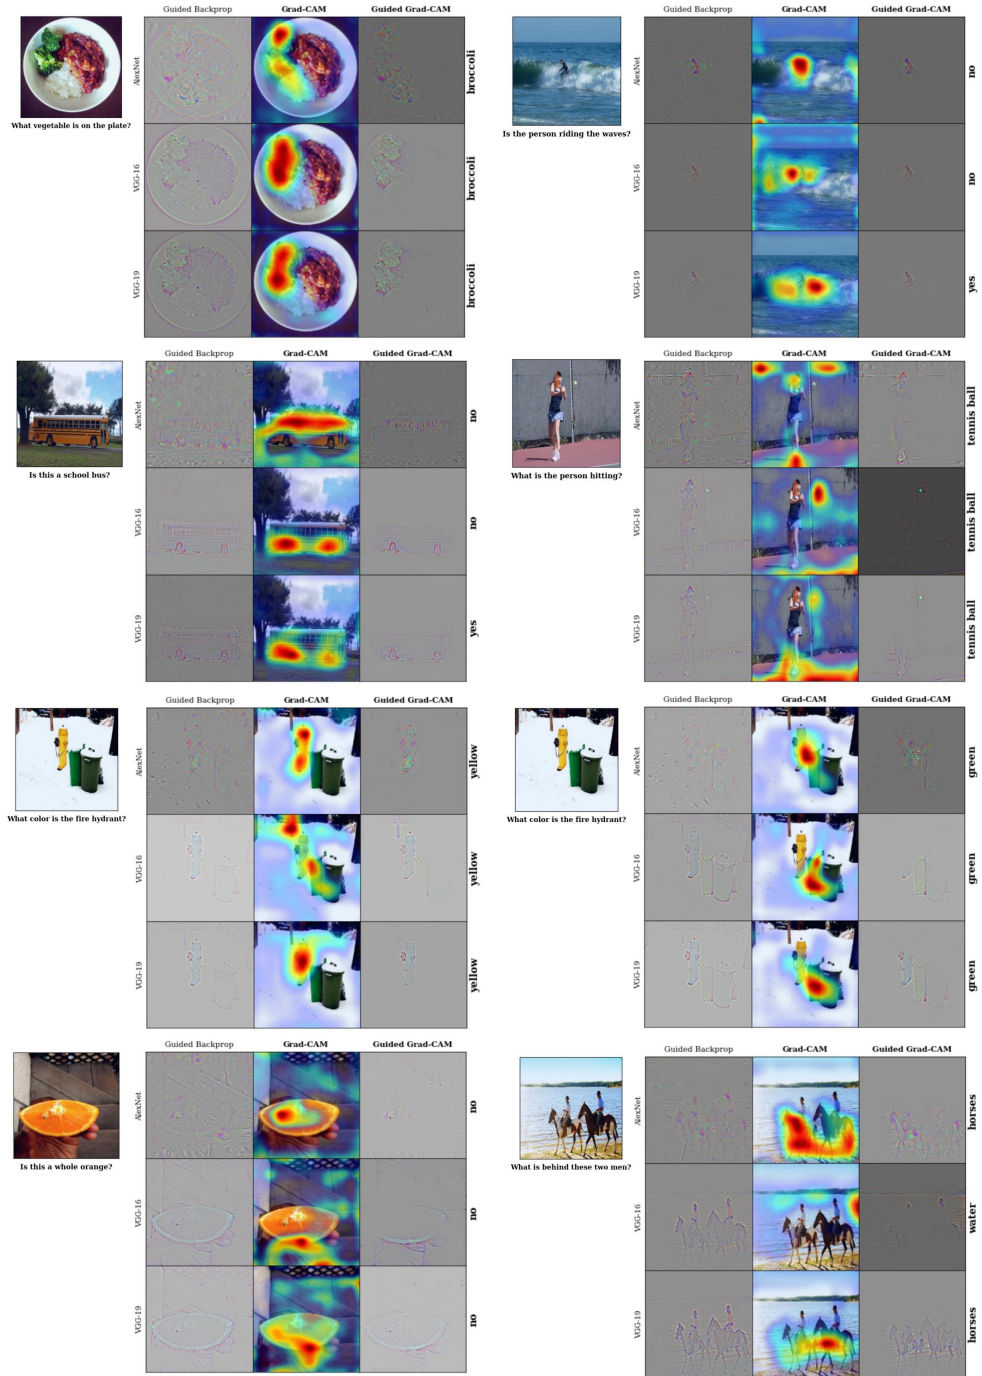 Guided Backprop Grad-CAM Guided Grad-CAM
AlexNet
broccoli
What vegetable is on the plate?
VGG-16
broccoli
VGG-19
broccoli
AlexNet
no
Is the person riding the waves?
VGG-16
no
VGG-19
yes
Guided Backprop Grad-CAM Guided Grad-CAM
AlexNet
no
Is this a school bus?
VGG-16
no
VGG-19
yes
Guided Backprop Grad-CAM Guided Grad-CAM
AlexNet
tennis ball
What is the person hitting?
VGG-16
tennis ball
VGG-19
tennis ball
Guided Backprop Grad-CAM Guided Grad-CAM
AlexNet
yellow
What color is the fire hydrant?
VGG-16
yellow
VGG-19
yellow
Guided Backprop Grad-CAM Guided Grad-CAM
AlexNet
green
What color is the fire hydrant?
VGG-16
green
VGG-19
green
Guided Backprop Grad-CAM Guided Grad-CAM
AlexNet
no
Is this a whole orange?
VGG-16
no
VGG-19
no
Guided Backprop Grad-CAM Guided Grad-CAM
AlexNet
horses
What is behind these two men?
VGG-16
water
VGG-19
horses
Guided Backprop Grad-CAM Guided Grad-CAM